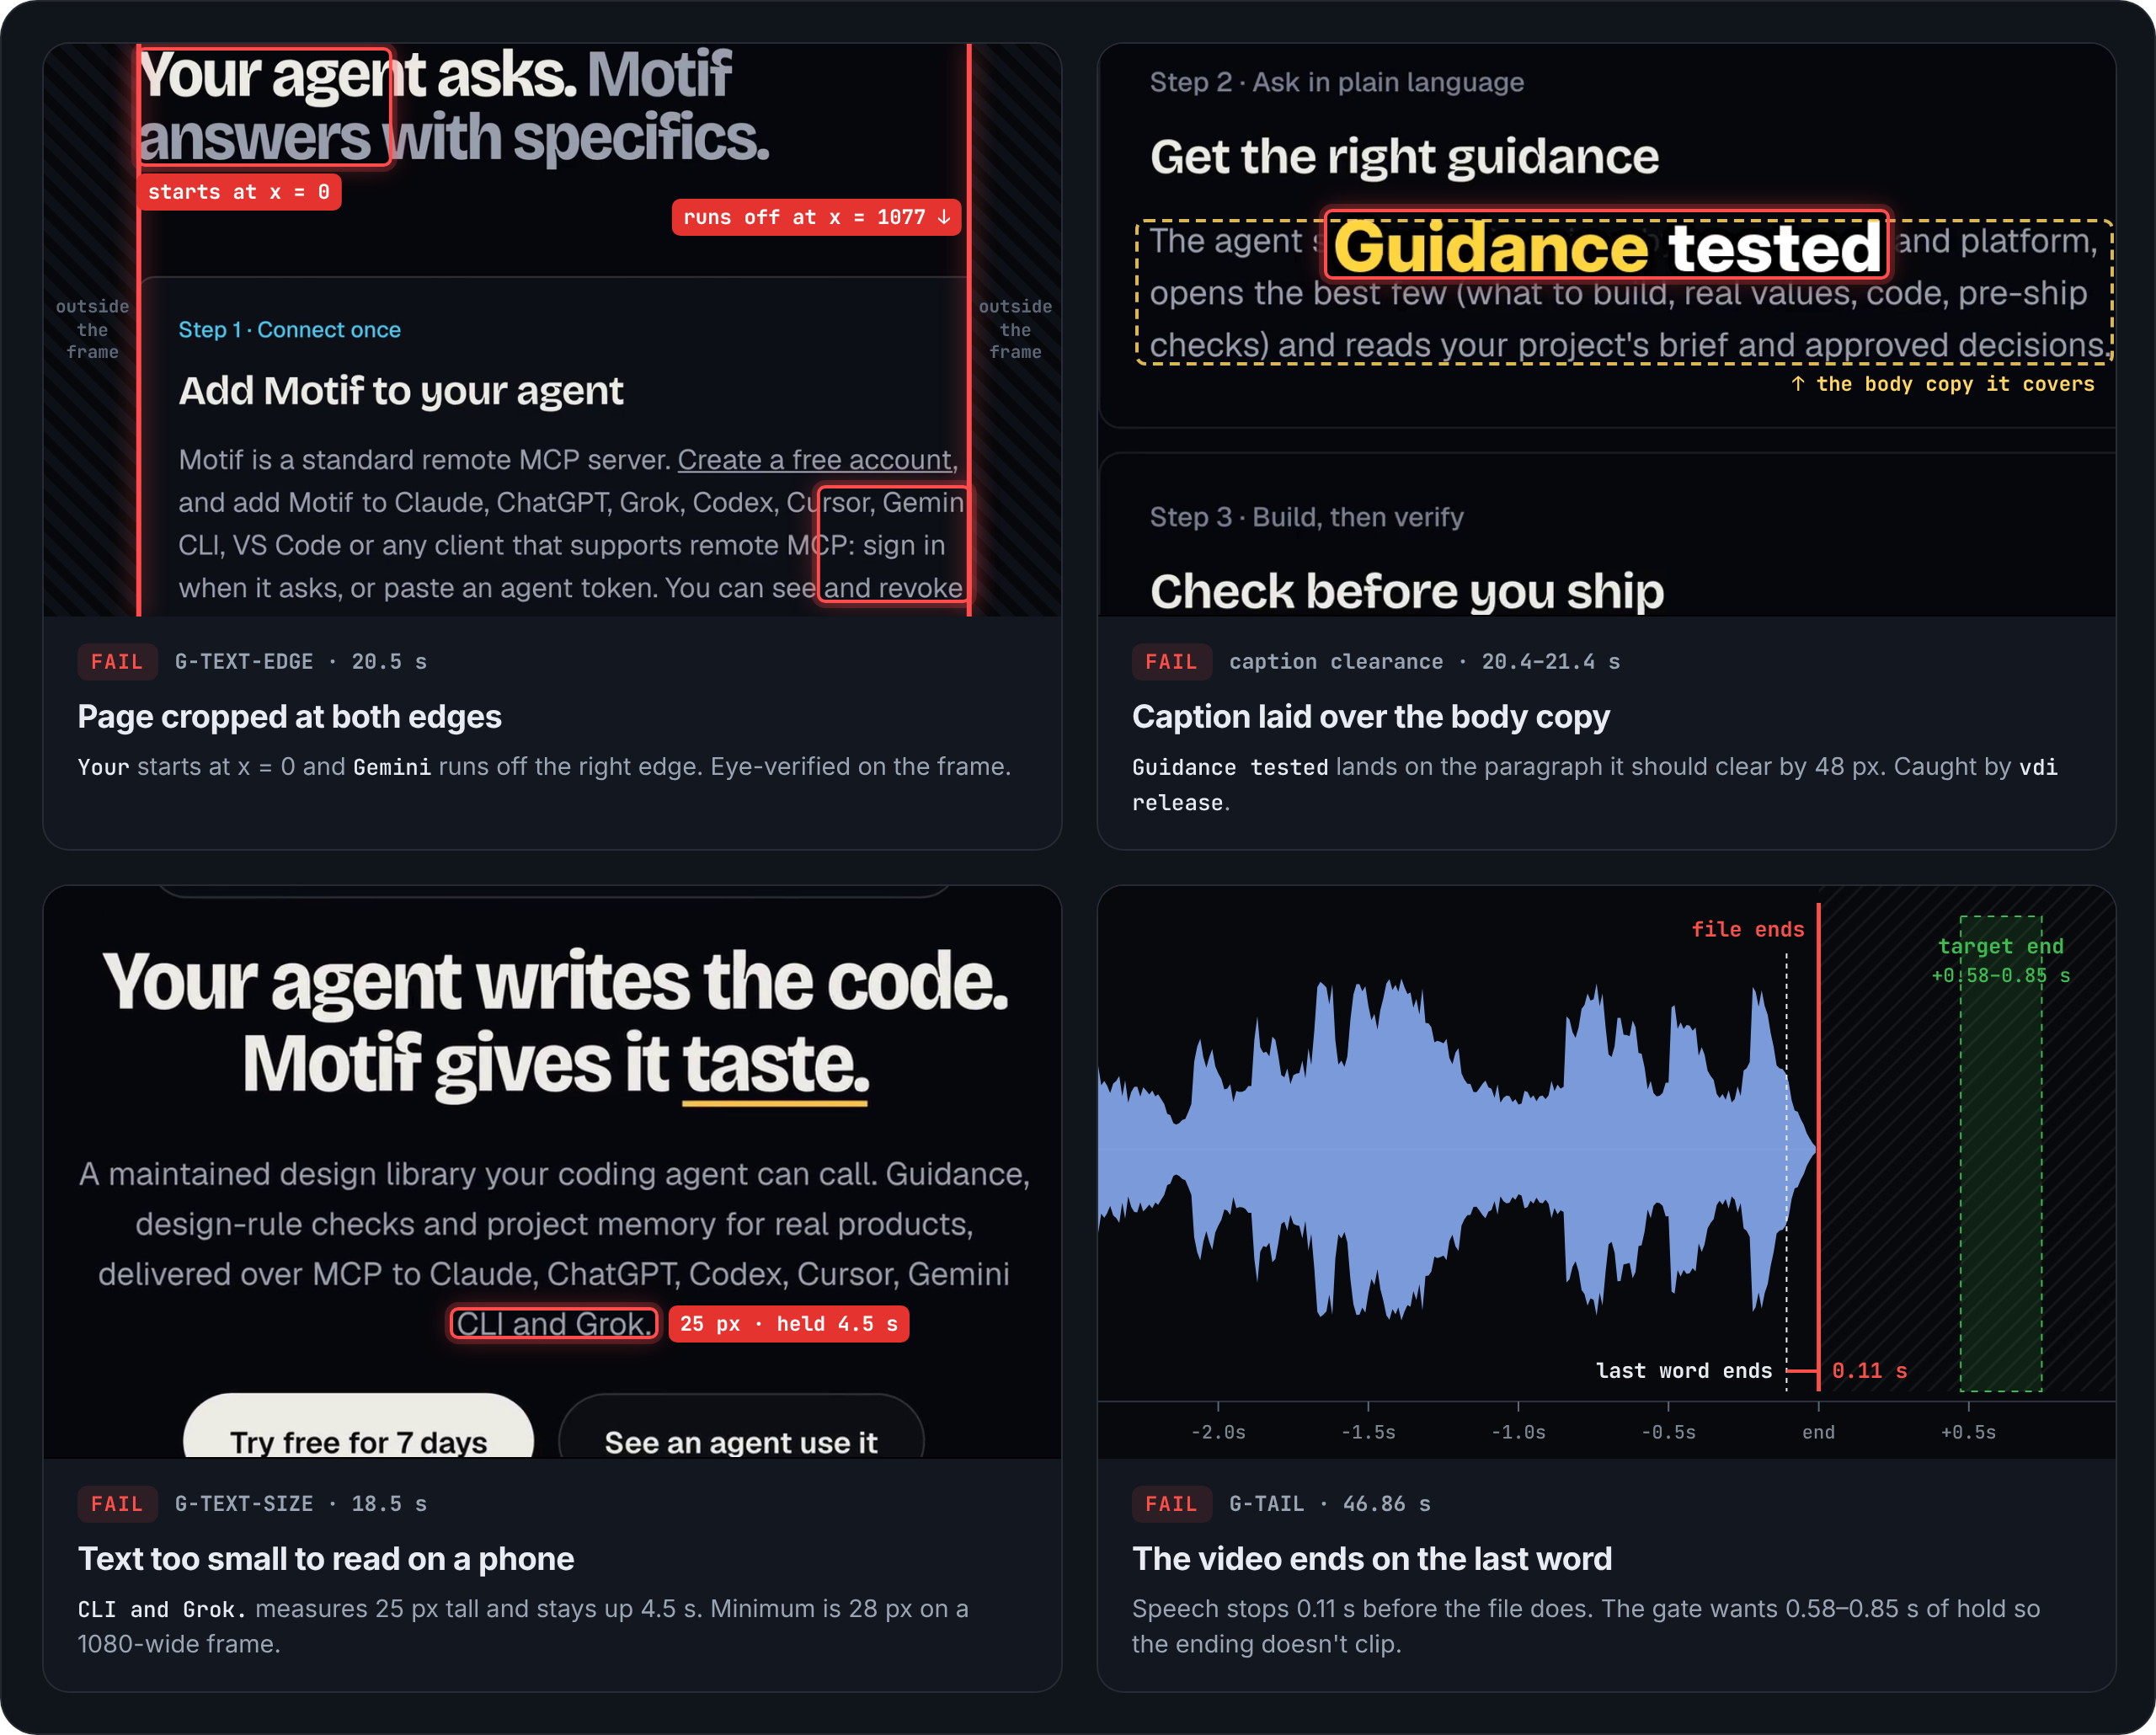 Your agent asks. Motif
answers with specifics.
starts at x = 0
runs off at x = 1077 ↓
outside
the
frame
outside
the
frame
Step 1 · Connect once
Add Motif to your agent
Motif is a standard remote MCP server. Create a free account,
and add Motif to Claude, ChatGPT, Grok, Codex, Cursor, Gemin
CLI, VS Code or any client that supports remote MCP: sign in
when it asks, or paste an agent token. You can see and revoke
FAIL G-TEXT-EDGE · 20.5 s
Page cropped at both edges
Your starts at x = 0 and Gemini runs off the right edge. Eye-verified on the frame.
Step 2 · Ask in plain language
Get the right guidance
The agent Guidance tested and platform,
opens the best few (what to build, real values, code, pre-ship
checks) and reads your project's brief and approved decisions.
↑ the body copy it covers
Step 3 · Build, then verify
Check before you ship
FAIL caption clearance · 20.4–21.4 s
Caption laid over the body copy
Guidance tested lands on the paragraph it should clear by 48 px. Caught by vdi
release.
Your agent writes the code.
Motif gives it taste.
A maintained design library your coding agent can call. Guidance,
design-rule checks and project memory for real products,
delivered over MCP to Claude, ChatGPT, Codex, Cursor, Gemini
CLI and Grok. 25 px · held 4.5 s
Try free for 7 days See an agent use it
FAIL G-TEXT-SIZE · 18.5 s
Text too small to read on a phone
CLI and Grok. measures 25 px tall and stays up 4.5 s. Minimum is 28 px on a
1080-wide frame.
file ends
target end
+0.58–0.85 s
last word ends 0.11 s
-2.0s -1.5s -1.0s -0.5s end +0.5s
FAIL G-TAIL · 46.86 s
The video ends on the last word
Speech stops 0.11 s before the file does. The gate wants 0.58–0.85 s of hold so
the ending doesn't clip.